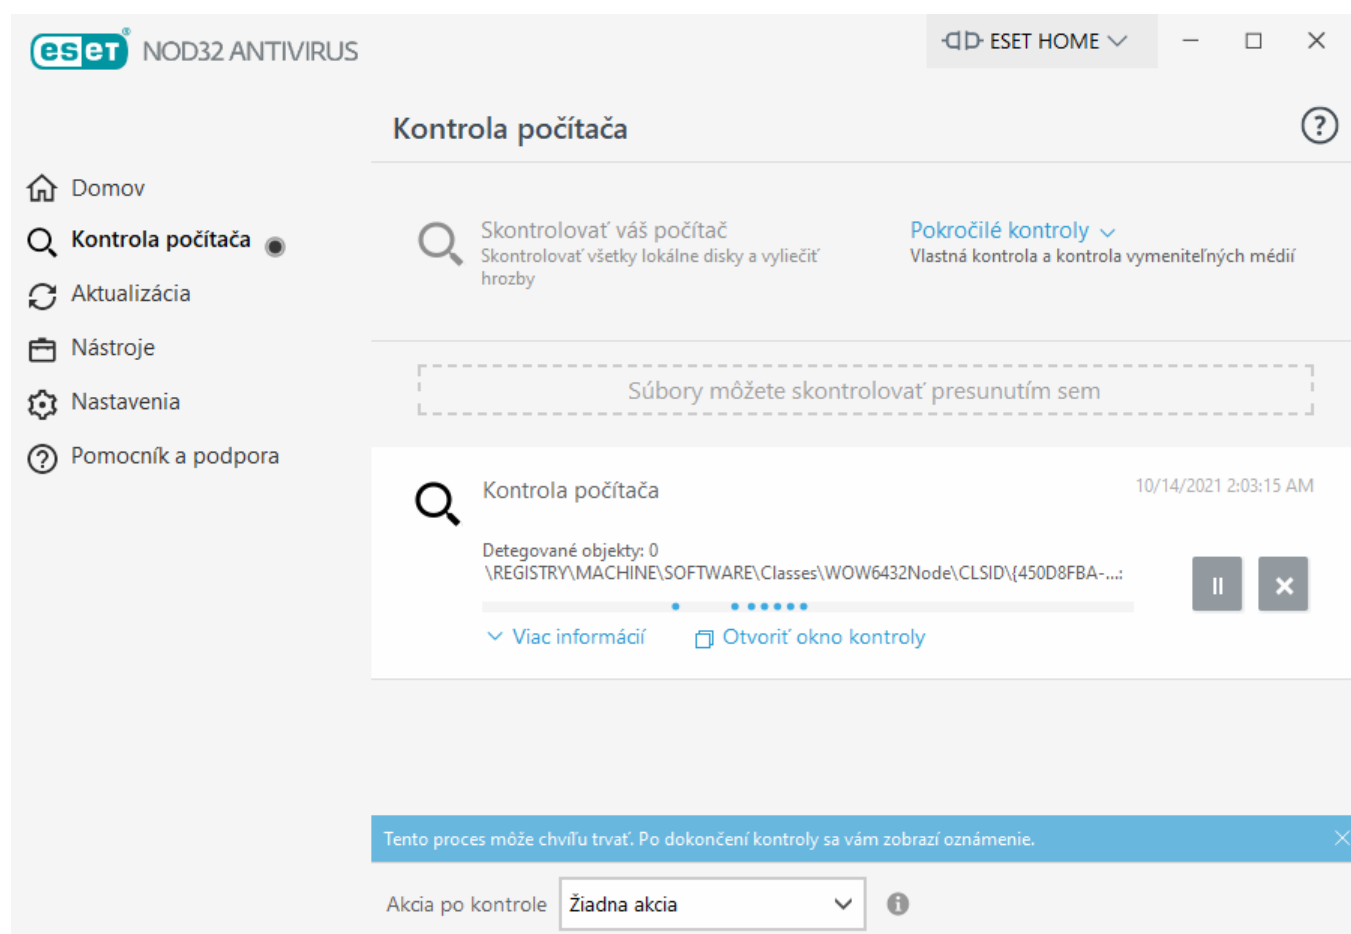 eset® NOD32 ANTIVIRUS
ESET HOME
Kontrola počítača
?
Domov
Kontrola počítača
Aktualizácia
Nástroje
Nastavenia
Pomocník a podpora
Skontrolovať váš počítač
Skontrolovať všetky lokálne disky a vyliečiť
hrozby
Pokročilé kontroly
Vlastná kontrola a kontrola vymeniteľných médií
Súbory môžete skontrolovať presunutím sem
Kontrola počítača
10/14/2021 2:03:15 AM
Detegované objekty: 0
\REGISTRY\MACHINE\SOFTWARE\Classes\WOW6432Node\CLSID\{450D8FBA-...:
Viac informácií
Otvoriť okno kontroly
Tento proces môže chvíľu trvať. Po dokončení kontroly sa vám zobrazí oznámenie.
Akcia po kontrole
Žiadna akcia